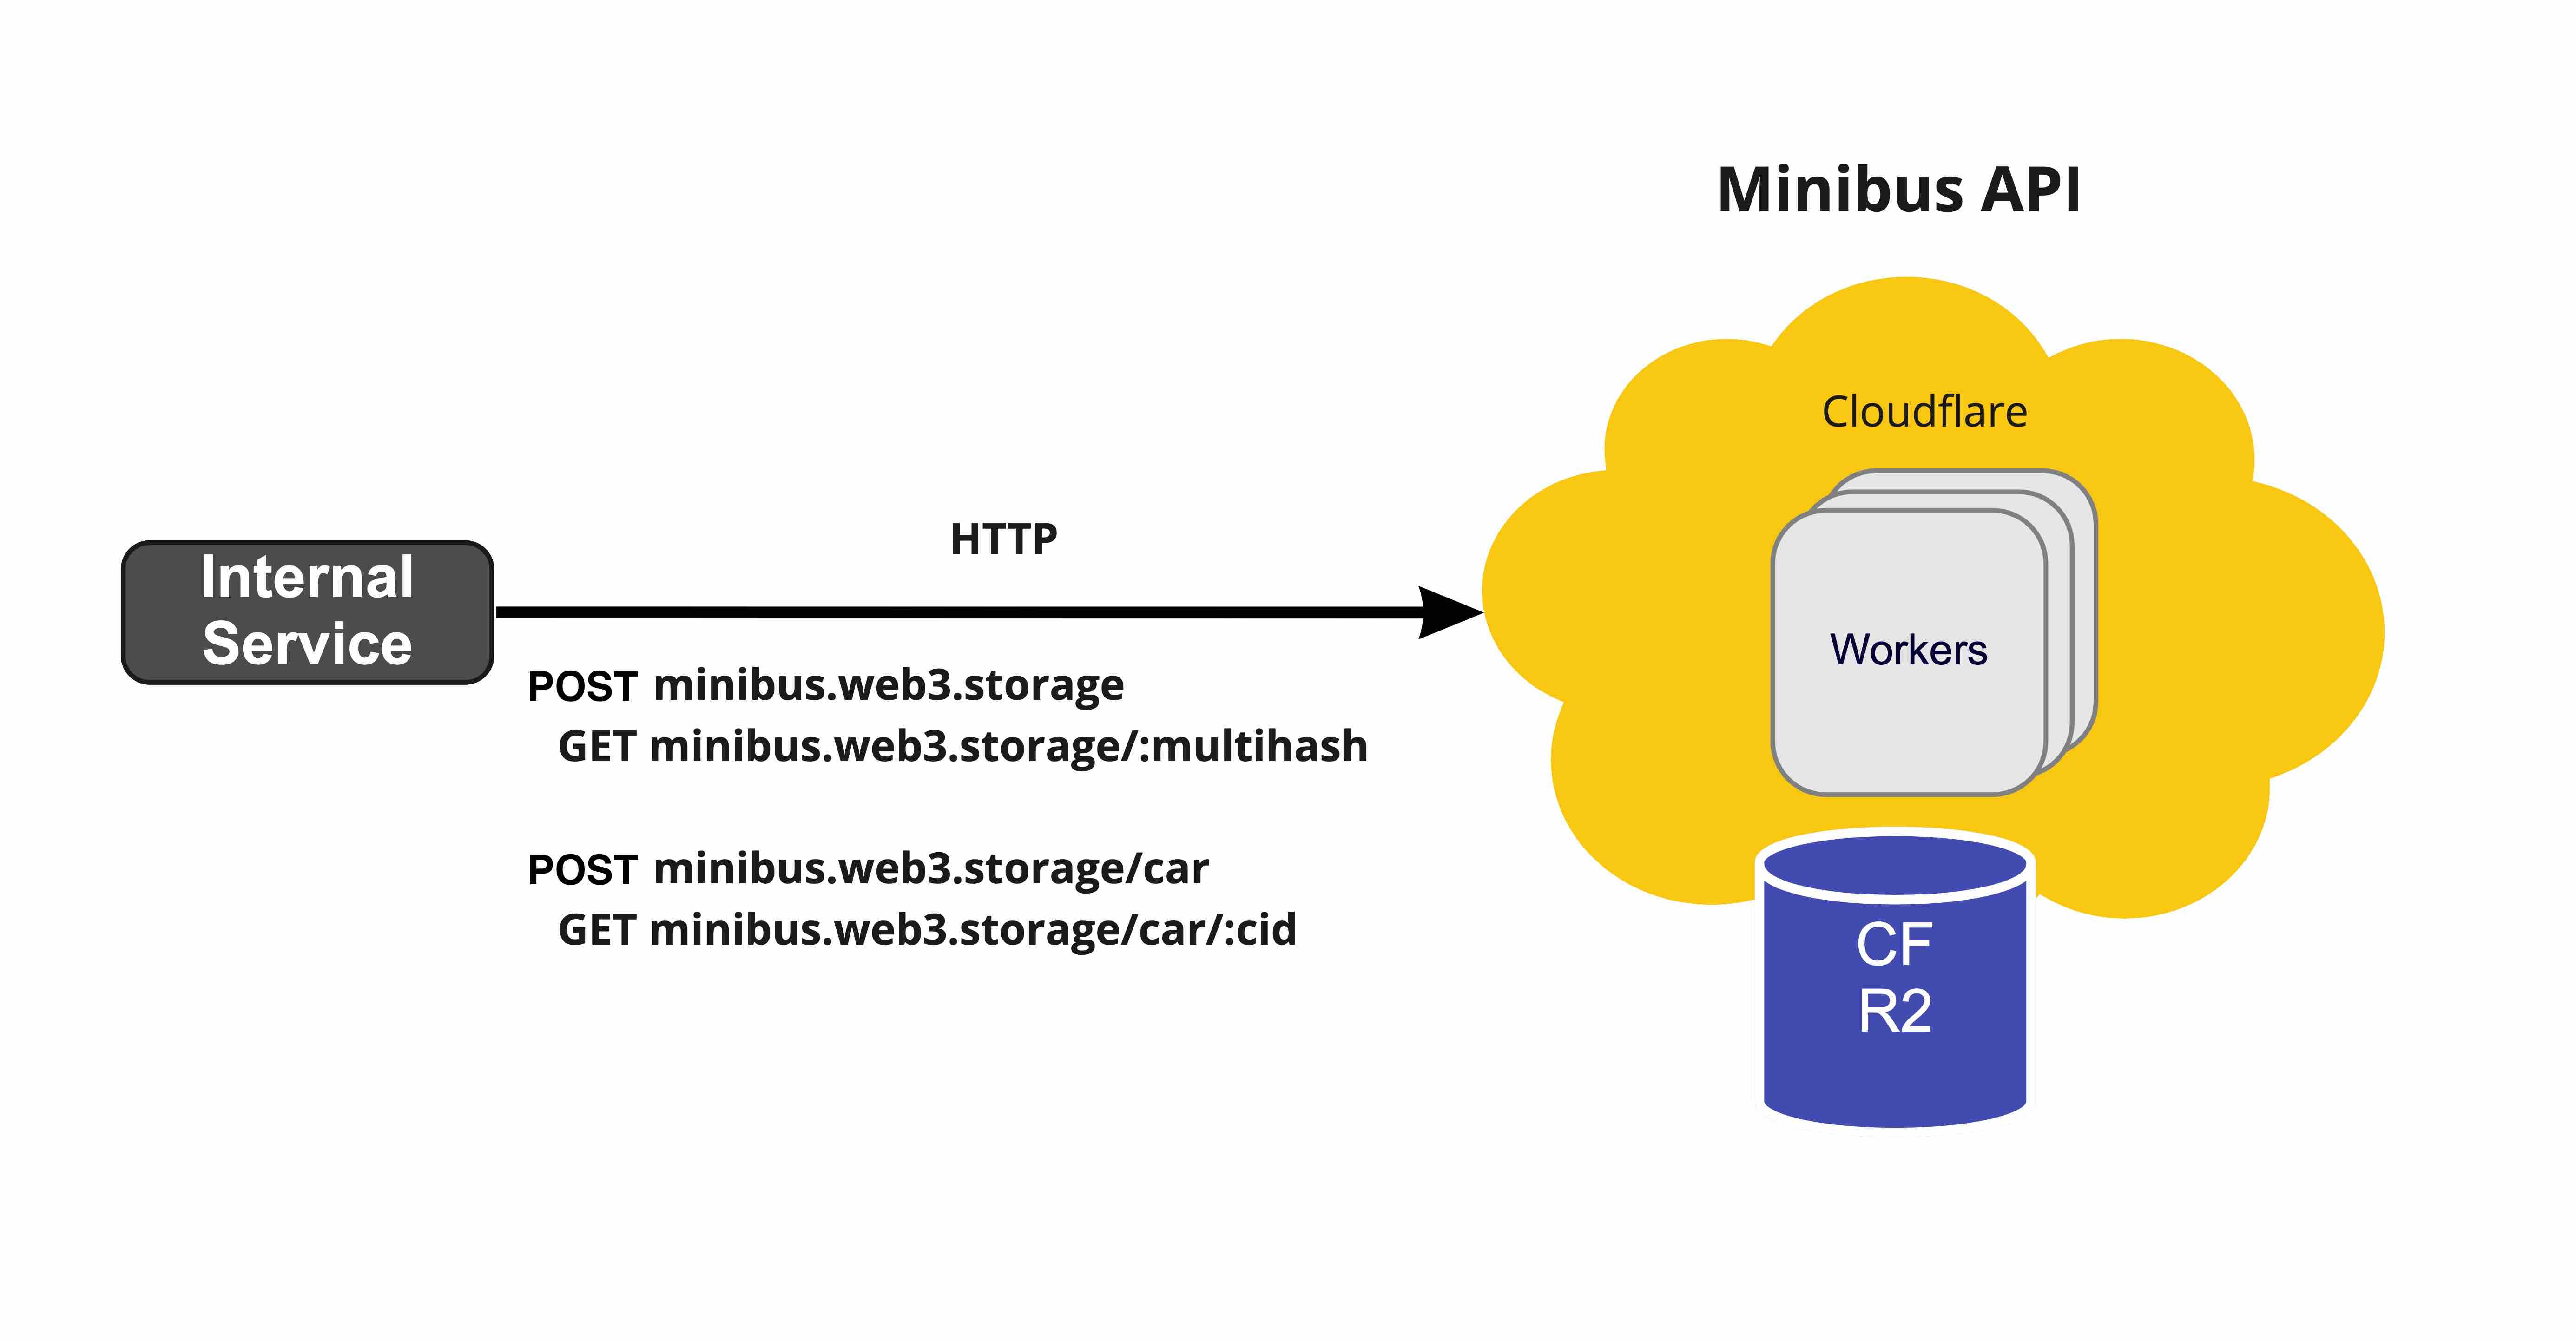 Minibus API
Cloudflare
HTTP
Internal
Service
Workers
POST minibus.web3.storage
GET minibus.web3.storage/:multihash
POST minibus.web3.storage/car
GET minibus.web3.storage/car/:cid
CF
R2